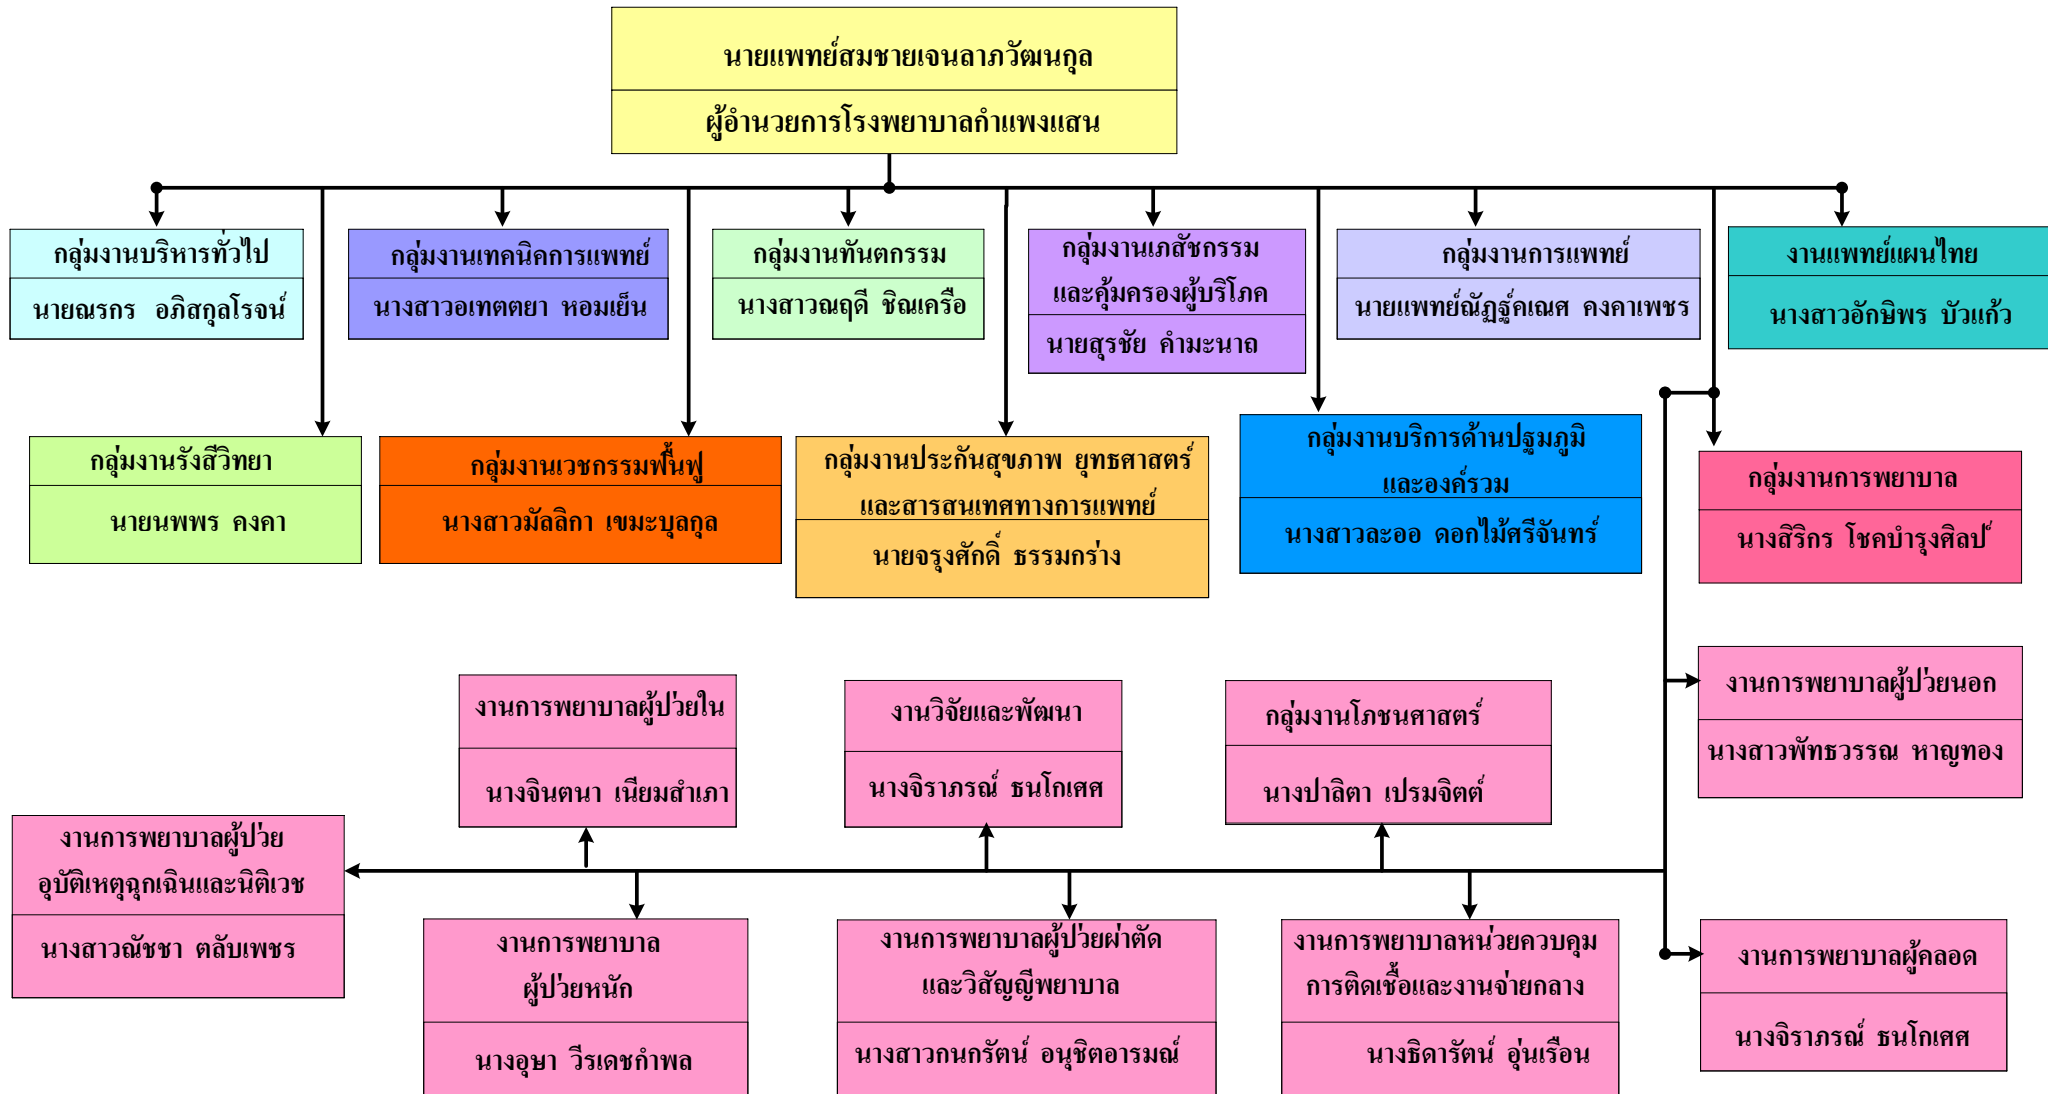 นายแพทย์สมชายเจนลาภวัฒนกุล
ผู้อำนวยการโรงพยาบาลกำแพงแสน
กลุ่มงานบริหารทั่วไป
นายณรกร อภิสกุลโรจน์
กลุ่มงานเทคนิคการแพทย์
นางสาวอเทตตยา หอมเย็น
กลุ่มงานทันตกรรม
นางสาวณฤดี ชิณเครือ
กลุ่มงานเภสัชกรรม
และคุ้มครองผู้บริโภค
นายสุรชัย คำมะนาถ
กลุ่มงานการแพทย์
นายแพทย์ณัฏฐ์คเณศ คงคาเพชร
งานแพทย์แผนไทย
นางสาวอักษิพร บัวแก้ว
กลุ่มงานรังสีวิทยา
นายนพพร คงคา
กลุ่มงานเวชกรรมฟื้นฟู
นางสาวมัลลิกา เขมะบุลกุล
กลุ่มงานประกันสุขภาพ ยุทธศาสตร์
และสารสนเทศทางการแพทย์
นายจรุงศักดิ์ ธรรมกร่าง
กลุ่มงานบริการด้านปฐมภูมิ
และองค์รวม
นางสาวละออ ดอกไม้ศรีจันทร์
กลุ่มงานการพยาบาล
นางสิริกร โชคบำรุงศิลป์
งานการพยาบาลผู้ป่วยใน
นางจินตนา เนียมสำเภา
งานวิจัยและพัฒนา
นางจิราภรณ์ ธนโกเศศ
กลุ่มงานโภชนศาสตร์
นางปาลิตา เปรมจิตต์
งานการพยาบาลผู้ป่วยนอก
นางสาวพัทธวรรณ หาญทอง
งานการพยาบาลผู้ป่วย
อุบัติเหตุฉุกเฉินและนิติเวช
นางสาวณัชชา ตลับเพชร
งานการพยาบาล
ผู้ป่วยหนัก
นางอุษา วีรเดชกำพล
งานการพยาบาลผู้ป่วยผ่าตัด
และวิสัญญีพยาบาล
นางสาวกนกรัตน์ อนุชิตอารมณ์
งานการพยาบาลหน่วยควบคุม
การติดเชื้อและงานจ่ายกลาง
นางธิดารัตน์ อุ่นเรือน
งานการพยาบาลผู้คลอด
นางจิราภรณ์ ธนโกเศศ